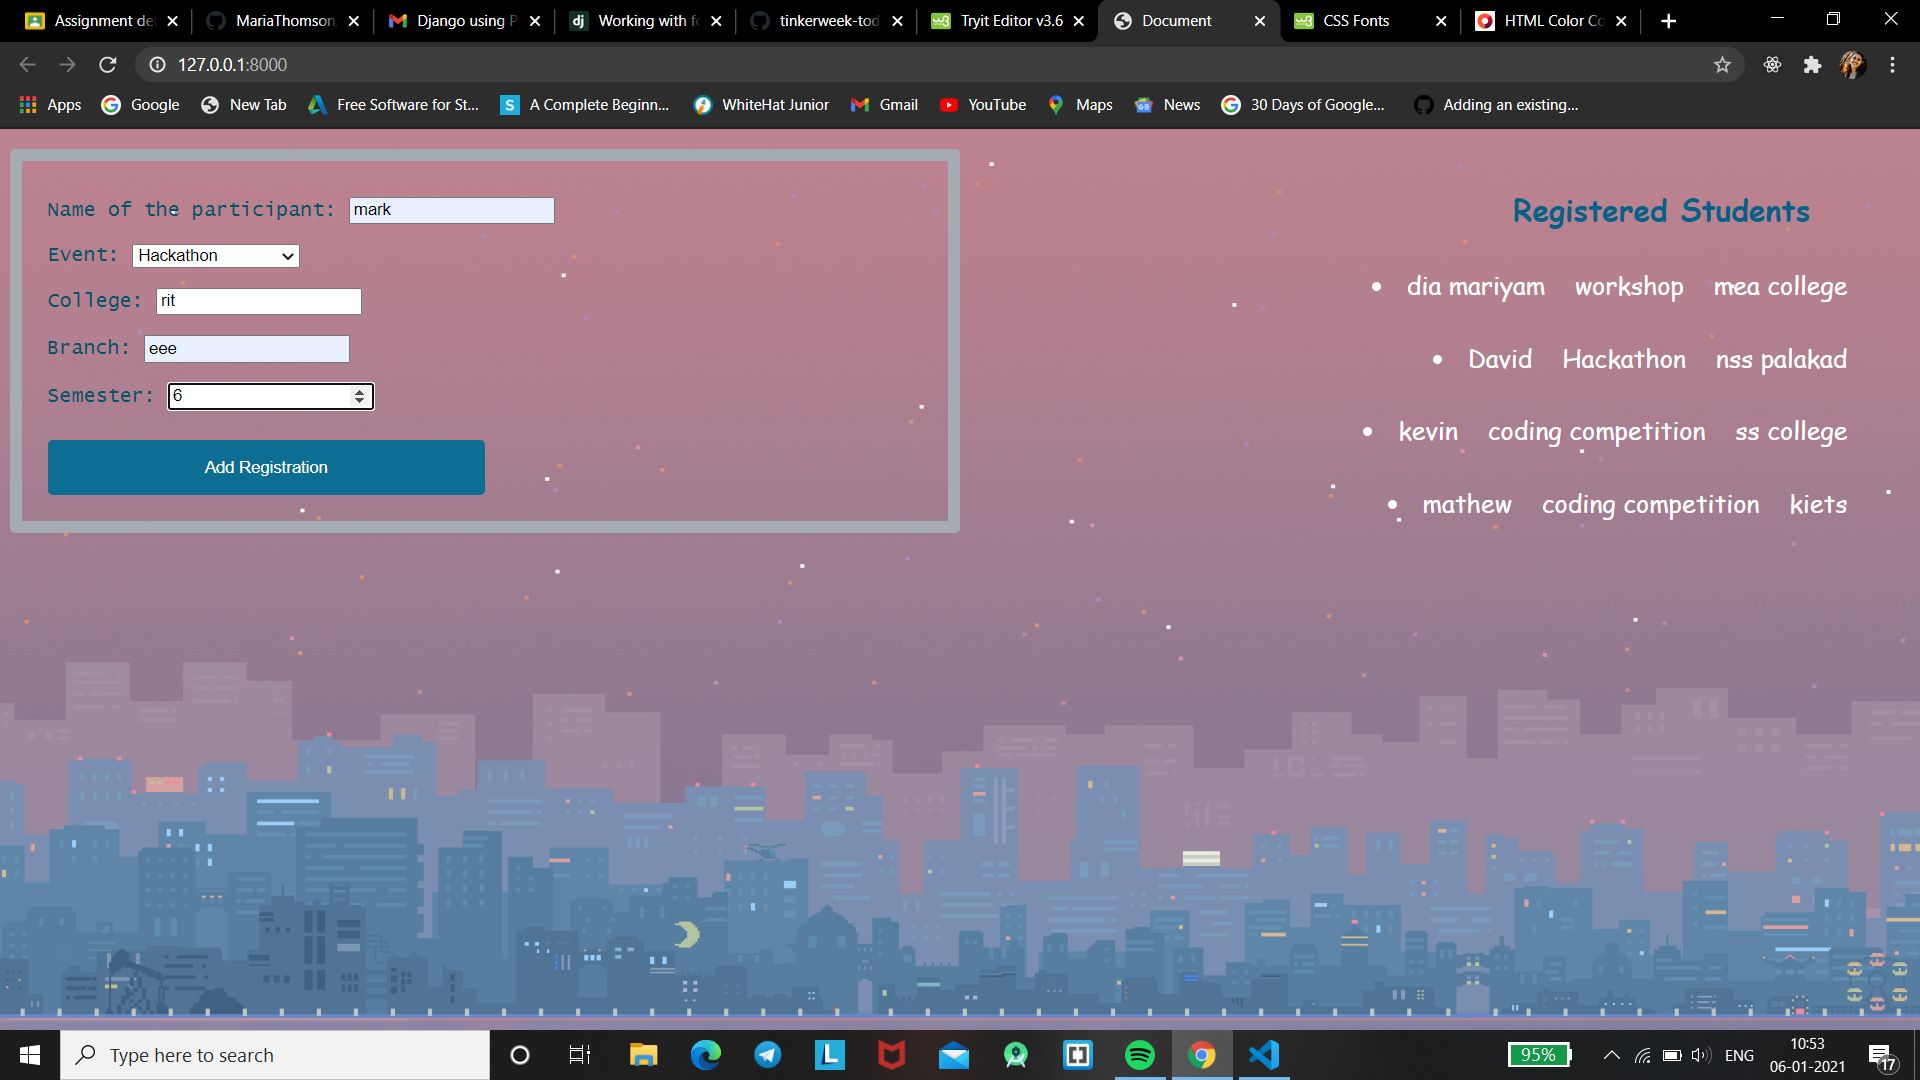 Assignment det
MariaThomson
Django using P
Working with fo
tinkerweek-tod
Tryit Editor v3.6
Document
CSS Fonts
HTML Color Co
127.0.0.1:8000
Apps
Google
New Tab
Free Software for St...
S
A Complete Beginn...
WhiteHat Junior
Gmail
YouTube
Maps
News
30 Days of Google...
Adding an existing...
Name of the participant: mark
Event: Hackathon
College: rit
Branch: eee
Semester: 6
Add Registration
Registered Students
dia mariyam workshop mea college
David Hackathon nss palakad
kevin coding competition ss college
mathew coding competition kiets
Type here to search
95%
ENG
10:53
06-01-2021
17